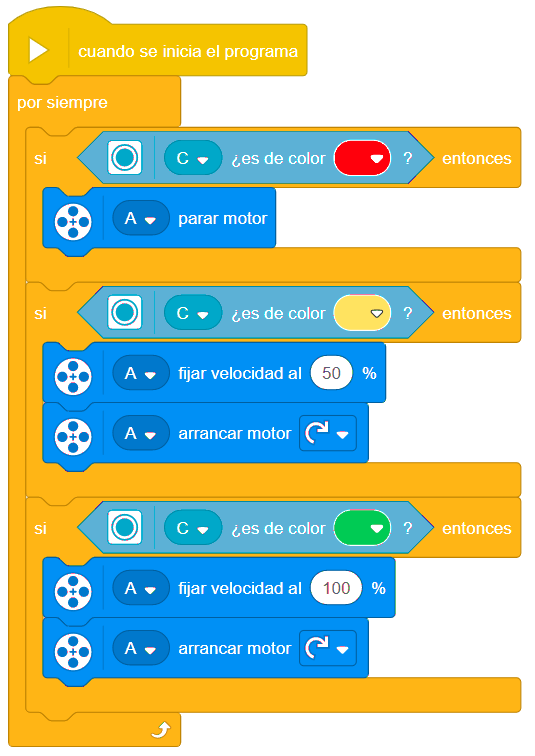 cuando se inicia el programa
por siempre
si C ¿es de color ? entonces
A parar motor
si C ¿es de color ? entonces
A fijar velocidad al 50 %
A arrancar motor
si C ¿es de color ? entonces
A fijar velocidad al 100 %
A arrancar motor